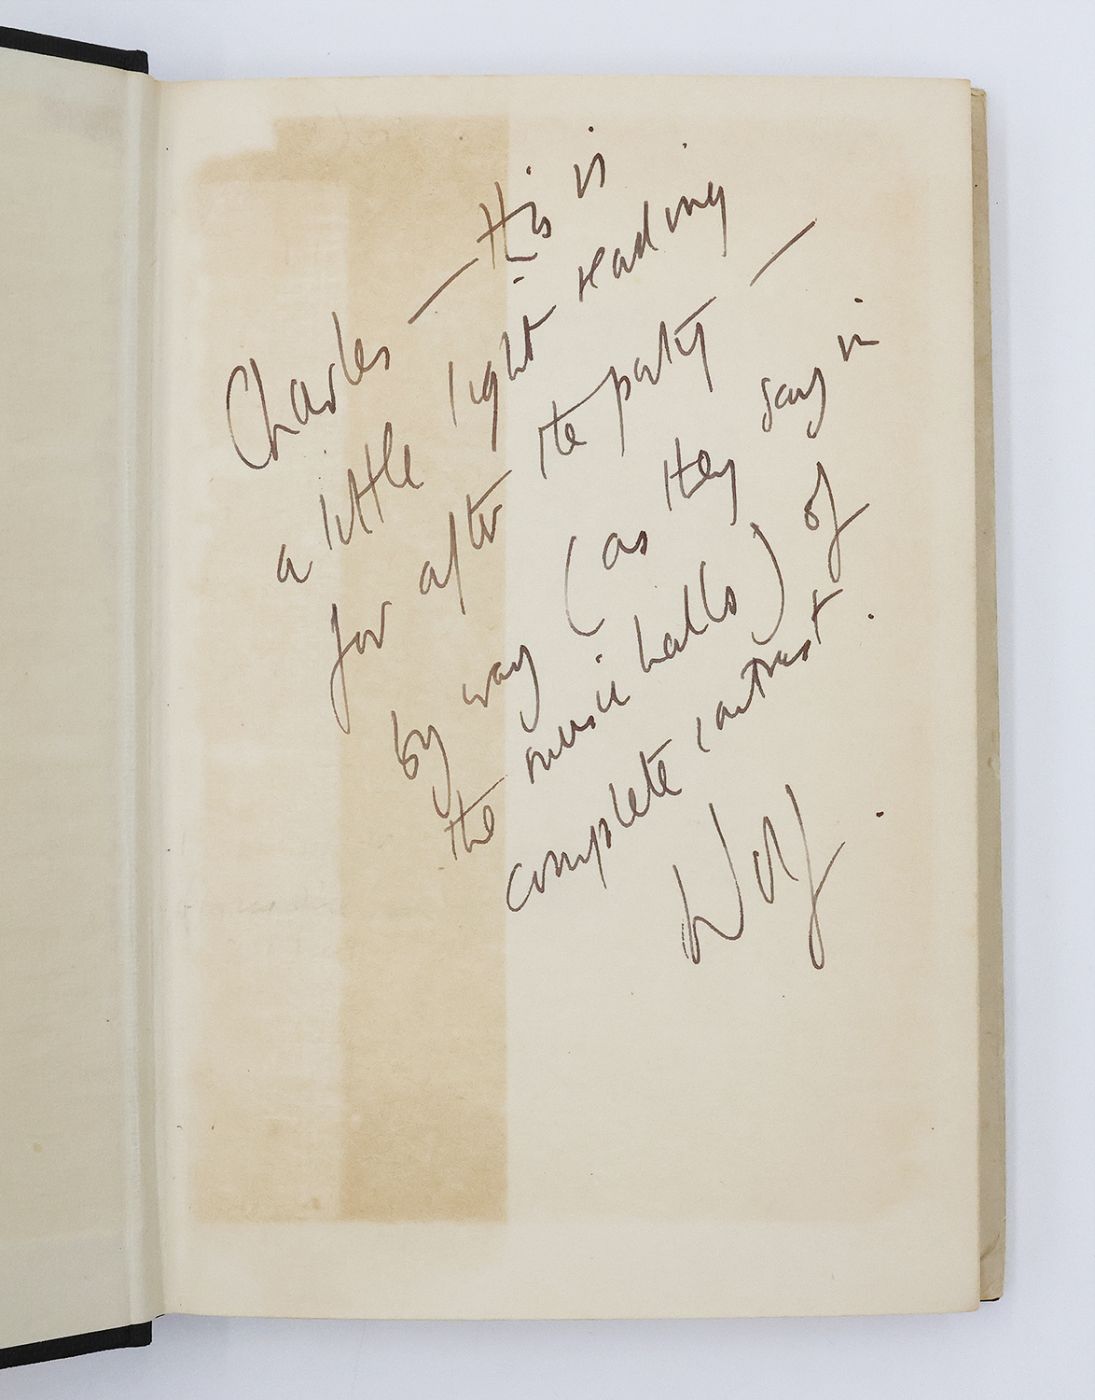 Charles — this is
a little light reading
for after the party —
by way (as they say in
the music halls) of
complete contrast.
Wolf.